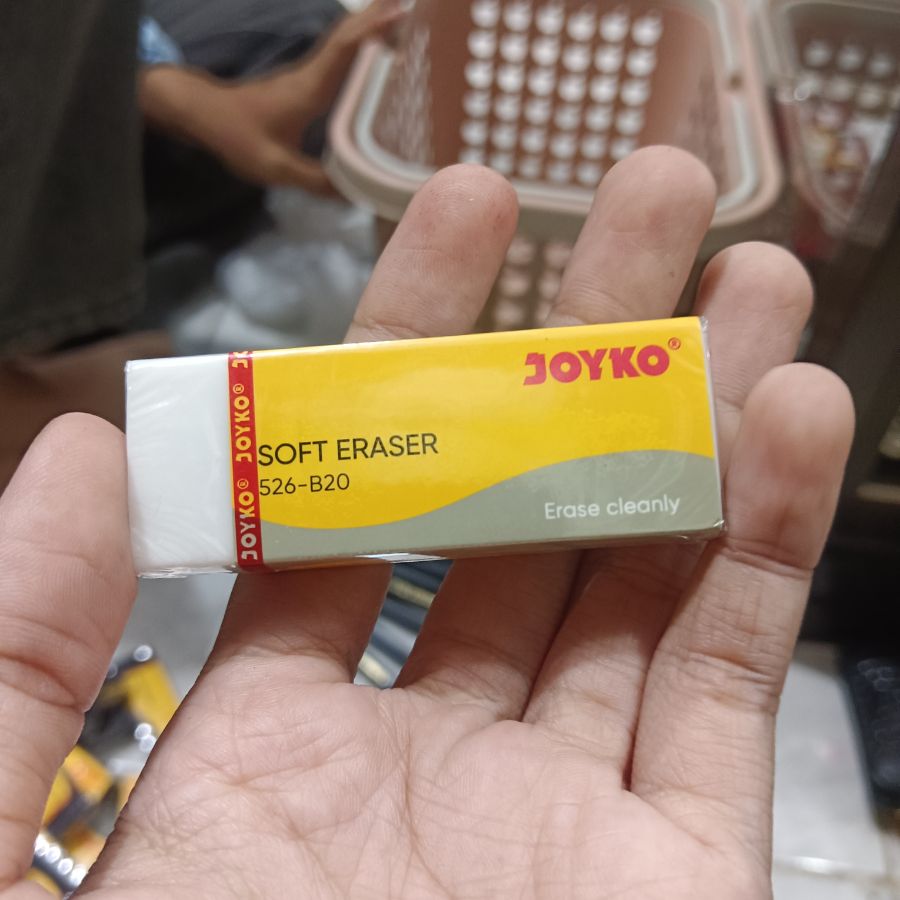 JOYKO®
SOFT ERASER
526-B20
Erase cleanly
JOYKO® JOYKO®